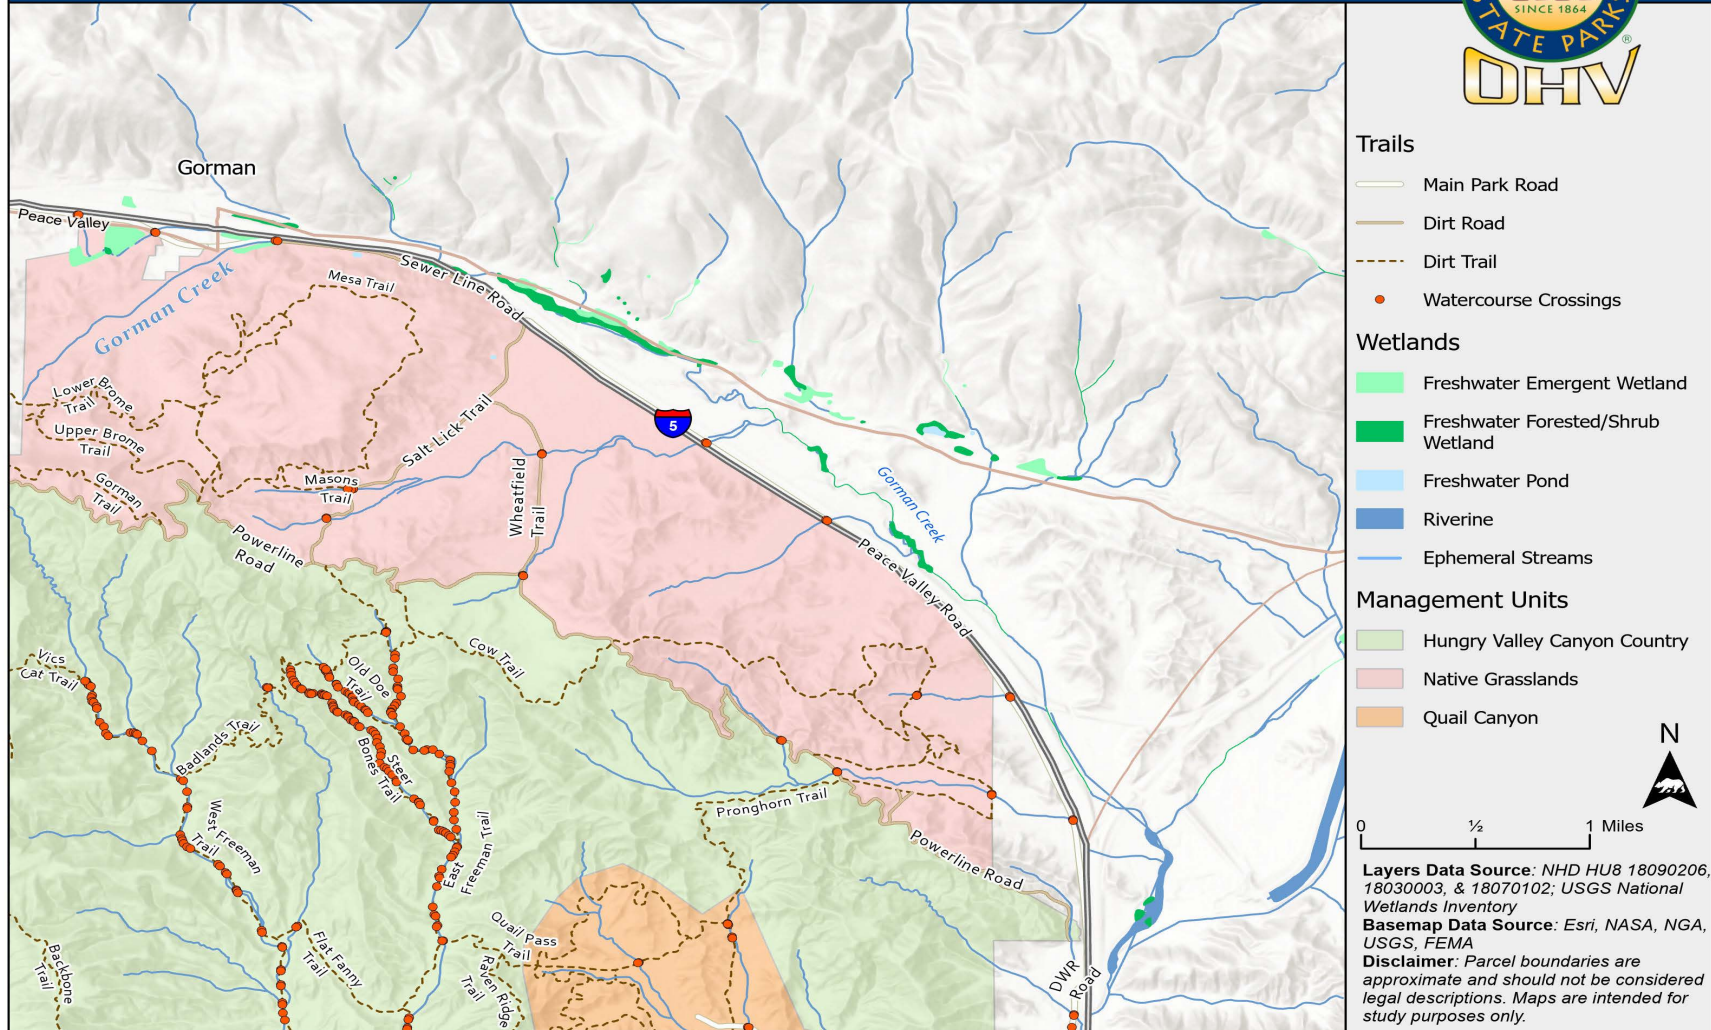 SINCE 1864
STATE PARKS
®
OHV
Trails
Main Park Road
Dirt Road
Dirt Trail
Watercourse Crossings
Wetlands
Freshwater Emergent Wetland
Freshwater Forested/Shrub
Wetland
Freshwater Pond
Riverine
Ephemeral Streams
Management Units
Hungry Valley Canyon Country
Native Grasslands
Quail Canyon
N
0 ½ 1 Miles
Layers Data Source: NHD HU8 18090206,
18030003, & 18070102; USGS National
Wetlands Inventory
Basemap Data Source: Esri, NASA, NGA,
USGS, FEMA
Disclaimer: Parcel boundaries are
approximate and should not be considered
legal descriptions. Maps are intended for
study purposes only.
Gorman
Peace Valley
Gorman Creek
Sewer Line Road
Mesa Trail
Lower Brome
Trail
Upper Brome
Trail
Gorman
Trail
Salt Lick Trail
Masons
Trail
Wheatfield
Trail
5
Gorman Creek
Peace Valley Road
Powerline
Road
Cow Trail
Vics
Cat Trail
Old Doe
Trail
Badlands Trail
Steer
Bones Trail
West Freeman
Trail
East
Freeman Trail
Pronghorn Trail
Powerline Road
Quail Pass
Trail
Flat Fanny
Trail
Raven Ridge
Trail
Backbone
Trail
DWR
Road